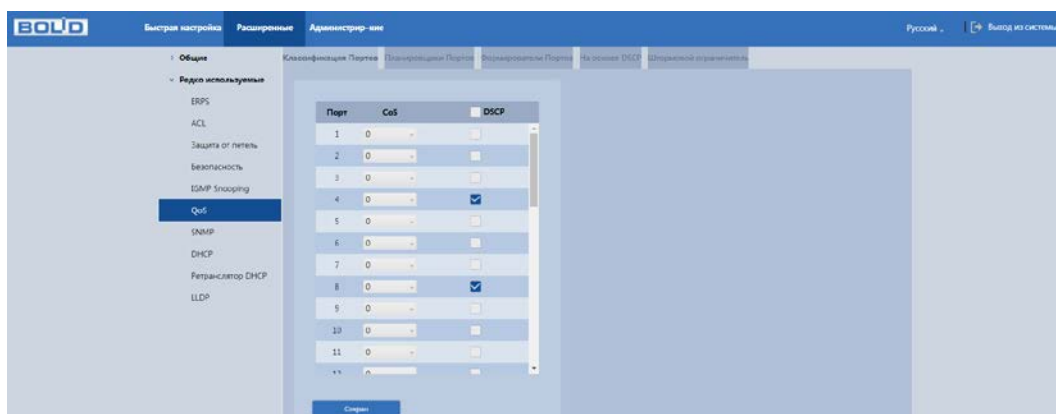 BOLID
Быстрая настройка Расширенные Администрир-ние Русский Выход из системы
Общие
Редко используемые
ERPS
ACL
Защита от петель
Безопасность
IGMP Snooping
QoS
SNMP
DHCP
Ретранслятор DHCP
LLDP
Классификация Портов Планировщики Портов Формирователи Портов На основе DSCP Штормовой ограничитель
Порт CoS DSCP
1 0
2 0
3 0
4 0
5 0
6 0
7 0
8 0
9 0
10 0
11 0
12 0
Сохран